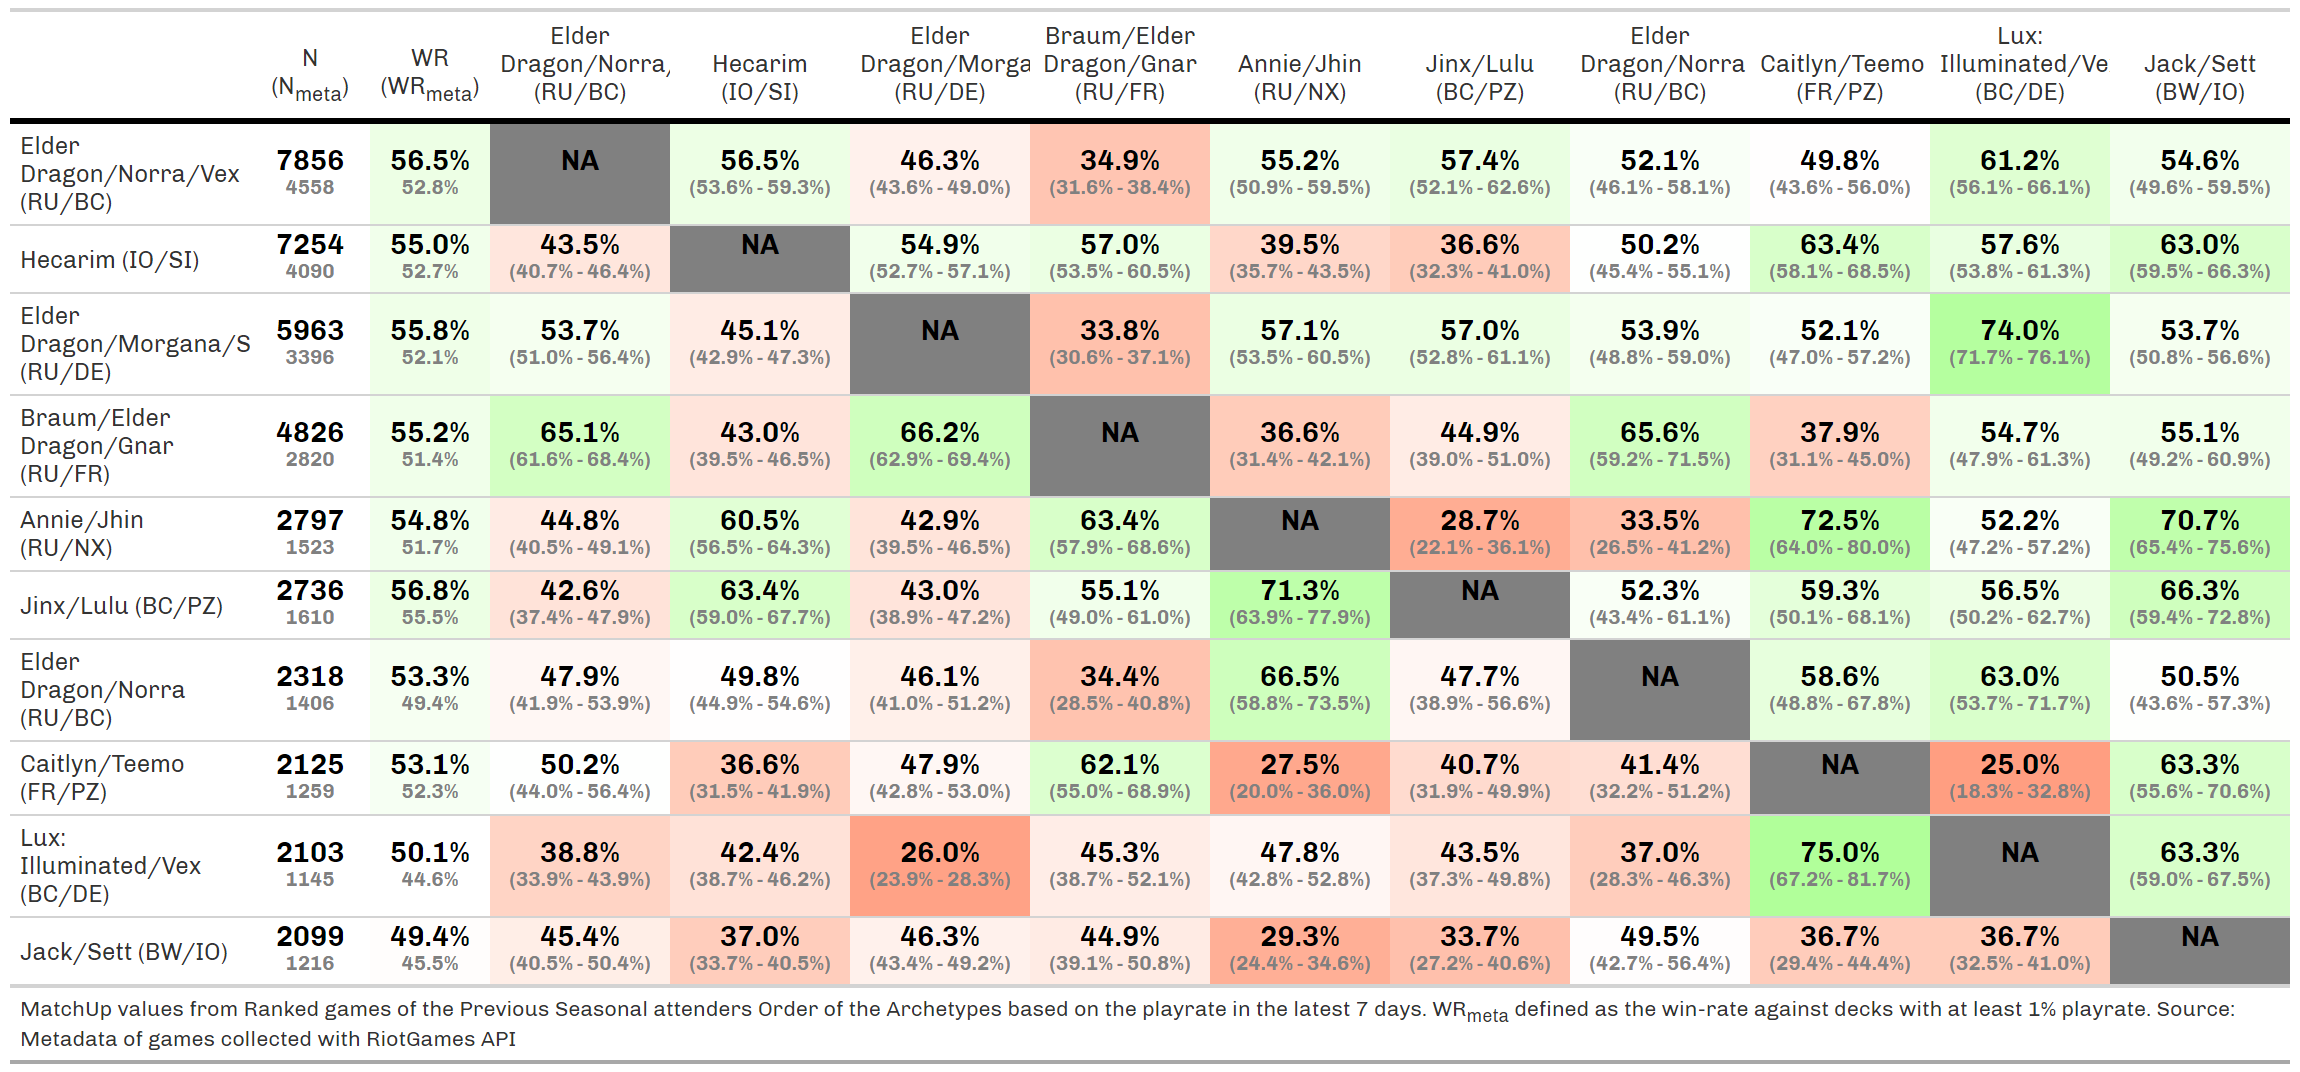 N (N_meta) WR (WR_meta) Elder Dragon/Norra, (RU/BC) Hecarim (IO/SI) Elder Dragon/Morga (RU/DE) Braum/Elder Dragon/Gnar (RU/FR) Annie/Jhin (RU/NX) Jinx/Lulu (BC/PZ) Elder Dragon/Norra (RU/BC) Caitlyn/Teemo (FR/PZ) Lux: Illuminated/Ve (BC/DE) Jack/Sett (BW/IO)
Elder
Dragon/Norra/Vex
(RU/BC)
7856 56.5% NA 56.5% 46.3% 34.9% 55.2% 57.4% 52.1% 49.8% 61.2% 54.6%
4558 52.8% (53.6% - 59.3%) (43.6% - 49.0%) (31.6% - 38.4%) (50.9% - 59.5%) (52.1% - 62.6%) (46.1% - 58.1%) (43.6% - 56.0%) (56.1% - 66.1%) (49.6% - 59.5%)
Hecarim (IO/SI)
7254 55.0% 43.5% NA 54.9% 57.0% 39.5% 36.6% 50.2% 63.4% 57.6% 63.0%
4090 52.7% (40.7% - 46.4%) (52.7% - 57.1%) (53.5% - 60.5%) (35.7% - 43.5%) (32.3% - 41.0%) (45.4% - 55.1%) (58.1% - 68.5%) (53.8% - 61.3%) (59.5% - 66.3%)
Elder
Dragon/Morgana/S
(RU/DE)
5963 55.8% 53.7% 45.1% NA 33.8% 57.1% 57.0% 53.9% 52.1% 74.0% 53.7%
3396 52.1% (51.0% - 56.4%) (42.9% - 47.3%) (30.6% - 37.1%) (53.5% - 60.5%) (52.8% - 61.1%) (48.8% - 59.0%) (47.0% - 57.2%) (71.7% - 76.1%) (50.8% - 56.6%)
Braum/Elder
Dragon/Gnar
(RU/FR)
4826 55.2% 65.1% 43.0% 66.2% NA 36.6% 44.9% 65.6% 37.9% 54.7% 55.1%
2820 51.4% (61.6% - 68.4%) (39.5% - 46.5%) (62.9% - 69.4%) (31.4% - 42.1%) (39.0% - 51.0%) (59.2% - 71.5%) (31.1% - 45.0%) (47.9% - 61.3%) (49.2% - 60.9%)
Annie/Jhin
(RU/NX)
2797 54.8% 44.8% 60.5% 42.9% 63.4% NA 28.7% 33.5% 72.5% 52.2% 70.7%
1523 51.7% (40.5% - 49.1%) (56.5% - 64.3%) (39.5% - 46.5%) (57.9% - 68.6%) (22.1% - 36.1%) (26.5% - 41.2%) (64.0% - 80.0%) (47.2% - 57.2%) (65.4% - 75.6%)
Jinx/Lulu (BC/PZ)
2736 56.8% 42.6% 63.4% 43.0% 55.1% 71.3% NA 52.3% 59.3% 56.5% 66.3%
1610 55.5% (37.4% - 47.9%) (59.0% - 67.7%) (38.9% - 47.2%) (49.0% - 61.0%) (63.9% - 77.9%) (43.4% - 61.1%) (50.1% - 68.1%) (50.2% - 62.7%) (59.4% - 72.8%)
Elder
Dragon/Norra
(RU/BC)
2318 53.3% 47.9% 49.8% 46.1% 34.4% 66.5% 47.7% NA 58.6% 63.0% 50.5%
1406 49.4% (41.9% - 53.9%) (44.9% - 54.6%) (41.0% - 51.2%) (28.5% - 40.8%) (58.8% - 73.5%) (38.9% - 56.6%) (48.8% - 67.8%) (53.7% - 71.7%) (43.6% - 57.3%)
Caitlyn/Teemo
(FR/PZ)
2125 53.1% 50.2% 36.6% 47.9% 62.1% 27.5% 40.7% 41.4% NA 25.0% 63.3%
1259 52.3% (44.0% - 56.4%) (31.5% - 41.9%) (42.8% - 53.0%) (55.0% - 68.9%) (20.0% - 36.0%) (31.9% - 49.9%) (32.2% - 51.2%) (18.3% - 32.8%) (55.6% - 70.6%)
Lux:
Illuminated/Vex
(BC/DE)
2103 50.1% 38.8% 42.4% 26.0% 45.3% 47.8% 43.5% 37.0% 75.0% NA 63.3%
1145 44.6% (33.9% - 43.9%) (38.7% - 46.2%) (23.9% - 28.3%) (38.7% - 52.1%) (42.8% - 52.8%) (37.3% - 49.8%) (28.3% - 46.3%) (67.2% - 81.7%) (59.0% - 67.5%)
Jack/Sett (BW/IO)
2099 49.4% 45.4% 37.0% 46.3% 44.9% 29.3% 33.7% 49.5% 36.7% 36.7% NA
1216 45.5% (40.5% - 50.4%) (33.7% - 40.5%) (43.4% - 49.2%) (39.1% - 50.8%) (24.4% - 34.6%) (27.2% - 40.6%) (42.7% - 56.4%) (29.4% - 44.4%) (32.5% - 41.0%)
MatchUp values from Ranked games of the Previous Seasonal attenders Order of the Archetypes based on the playrate in the latest 7 days. WR_meta defined as the win-rate against decks with at least 1% playrate. Source:
Metadata of games collected with RiotGames API